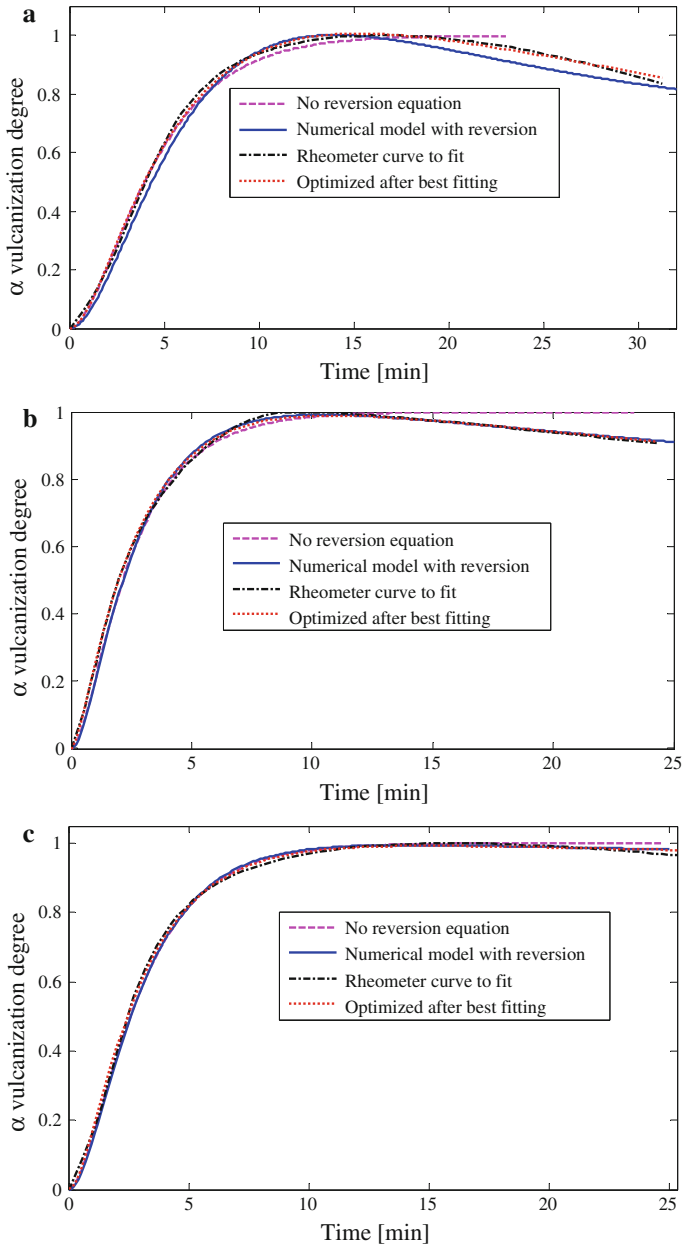 a
1
0.8
0.6
0.4
0.2
0
α vulcanization degree
No reversion equation
Numerical model with reversion
Rheometer curve to fit
Optimized after best fitting
0 5 10 15 20 25 30
Time [min]
b
1
0.8
0.6
0.4
0.2
0
α vulcanization degree
No reversion equation
Numerical model with reversion
Rheometer curve to fit
Optimized after best fitting
0 5 10 15 20 25
Time [min]
c
1
0.8
0.6
0.4
0.2
0
α vulcanization degree
No reversion equation
Numerical model with reversion
Rheometer curve to fit
Optimized after best fitting
0 5 10 15 20 25
Time [min]